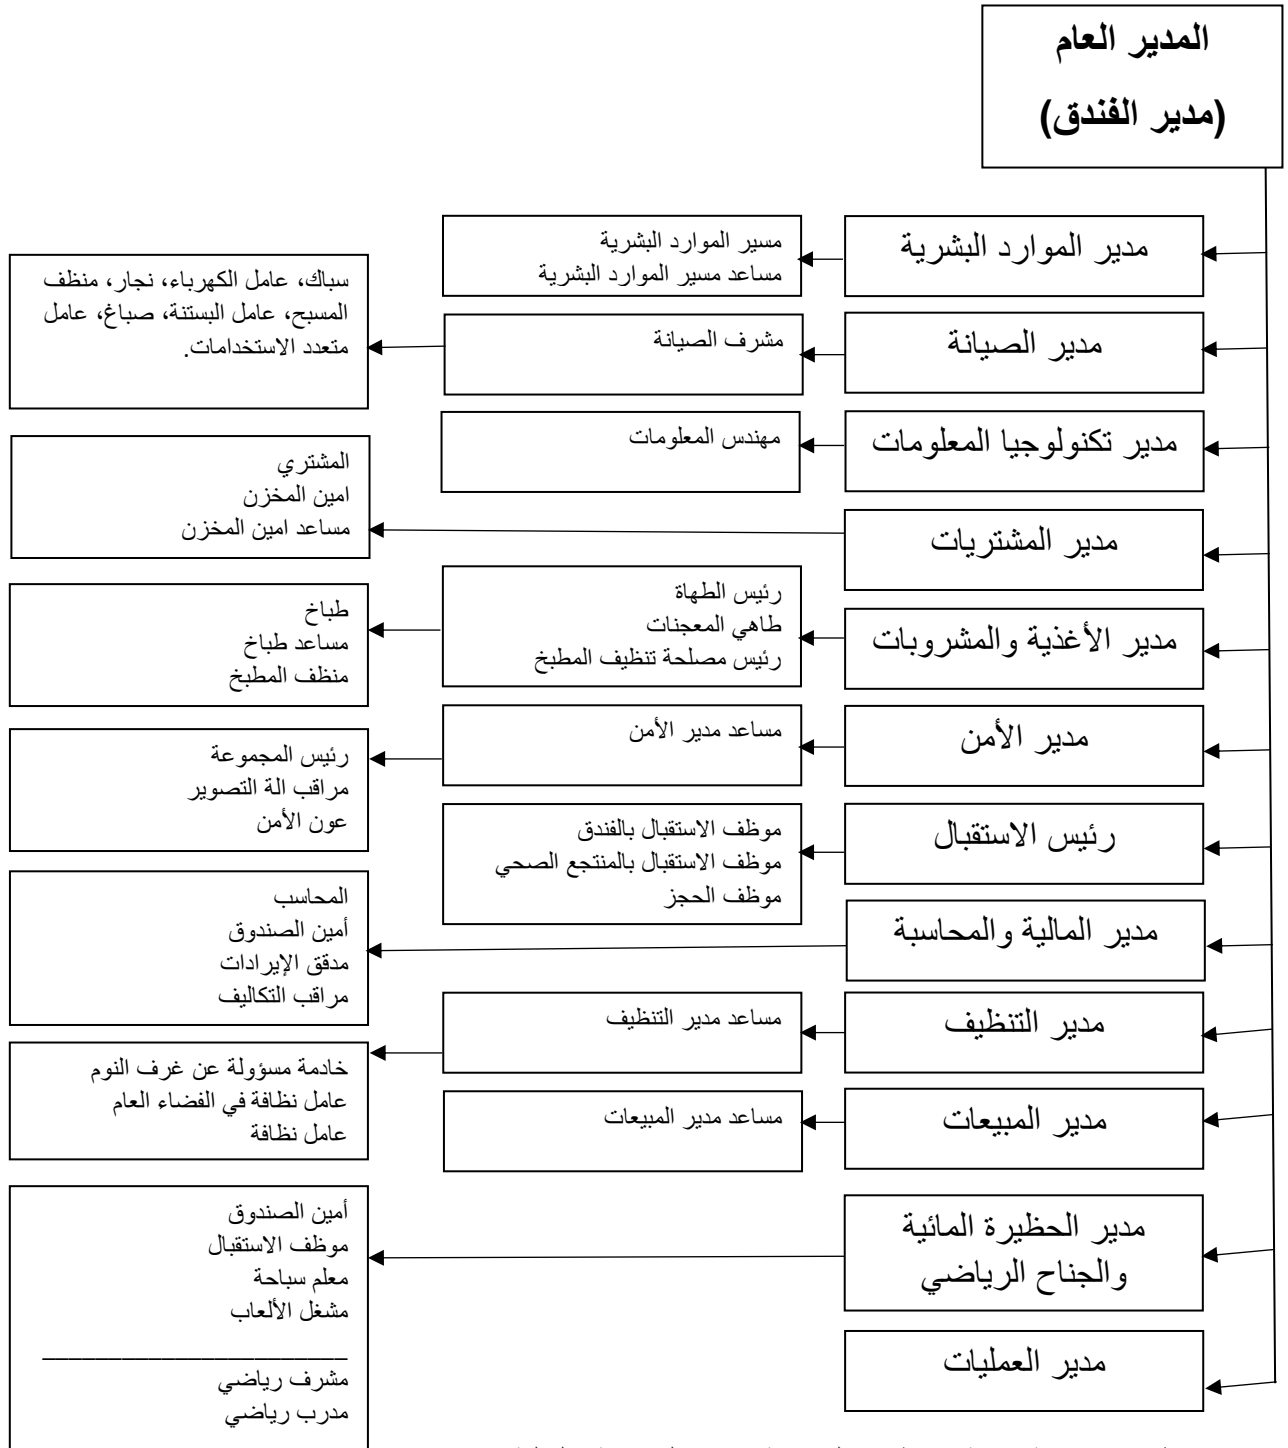 المدير العام
(مدير الفندق)
مدير الموارد البشرية
مسير الموارد البشرية
مساعد مسير الموارد البشرية
مدير الصيانة
مشرف الصيانة
سباك، عامل الكهرباء، نجار، منظف
المسبح، عامل البستنة، صباغ، عامل
متعدد الاستخدامات.
مدير تكنولوجيا المعلومات
مهندس المعلومات
مدير المشتريات
المشتري
امين المخزن
مساعد امين المخزن
مدير الأغذية والمشروبات
رئيس الطهاة
طاهي المعجنات
رئيس مصلحة تنظيف المطبخ
طباخ
مساعد طباخ
منظف المطبخ
مدير الأمن
مساعد مدير الأمن
رئيس المجموعة
مراقب الة التصوير
عون الأمن
رئيس الاستقبال
موظف الاستقبال بالفندق
موظف الاستقبال بالمنتجع الصحي
موظف الحجز
مدير المالية والمحاسبة
المحاسب
أمين الصندوق
مدقق الإيرادات
مراقب التكاليف
مدير التنظيف
مساعد مدير التنظيف
خادمة مسؤولة عن غرف النوم
عامل نظافة في الفضاء العام
عامل نظافة
مدير المبيعات
مساعد مدير المبيعات
مدير الحظيرة المائية
والجناح الرياضي
أمين الصندوق
موظف الاستقبال
معلم سباحة
مشغل الألعاب
مشرف رياضي
مدرب رياضي
مدير العمليات